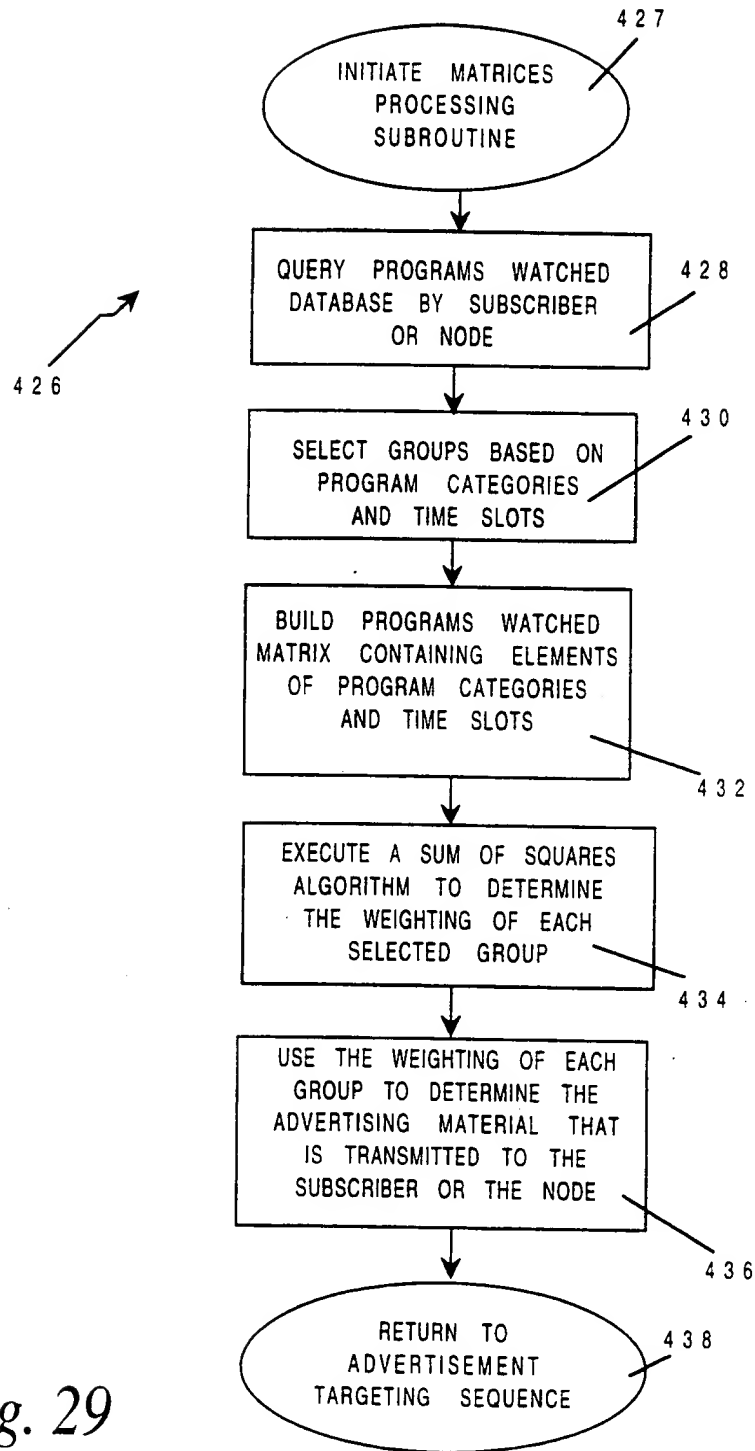 427
INITIATE MATRICES
PROCESSING
SUBROUTINE
QUERY PROGRAMS WATCHED
DATABASE BY SUBSCRIBER
OR NODE
428
426
SELECT GROUPS BASED ON
PROGRAM CATEGORIES
AND TIME SLOTS
430
BUILD PROGRAMS WATCHED
MATRIX CONTAINING ELEMENTS
OF PROGRAM CATEGORIES
AND TIME SLOTS
432
EXECUTE A SUM OF SQUARES
ALGORITHM TO DETERMINE
THE WEIGHTING OF EACH
SELECTED GROUP
434
USE THE WEIGHTING OF EACH
GROUP TO DETERMINE THE
ADVERTISING MATERIAL THAT
IS TRANSMITTED TO THE
SUBSCRIBER OR THE NODE
436
RETURN TO
ADVERTISEMENT
TARGETING SEQUENCE
438
g. 29